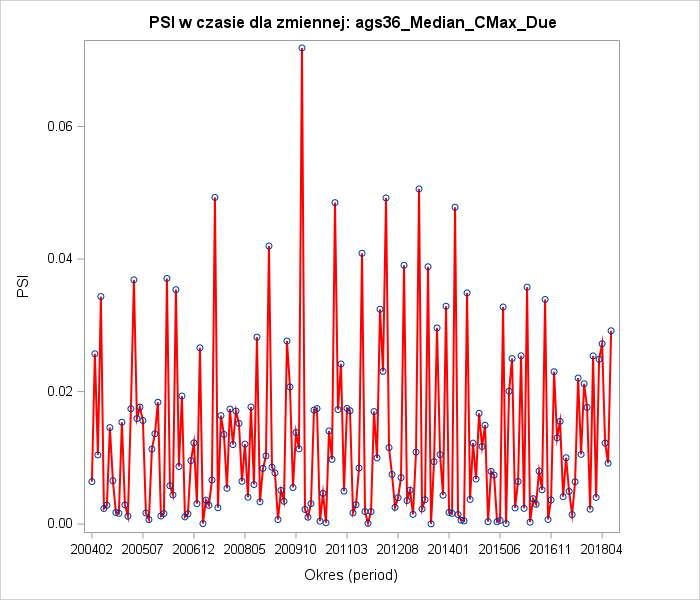 PSI w czasie dla zmiennej: ags36_Median_CMax_Due
0.06
0.04
0.02
0.00
PSI
200402 200507 200612 200805 200910 201103 201208 201401 201506 201611 201804
Okres (period)